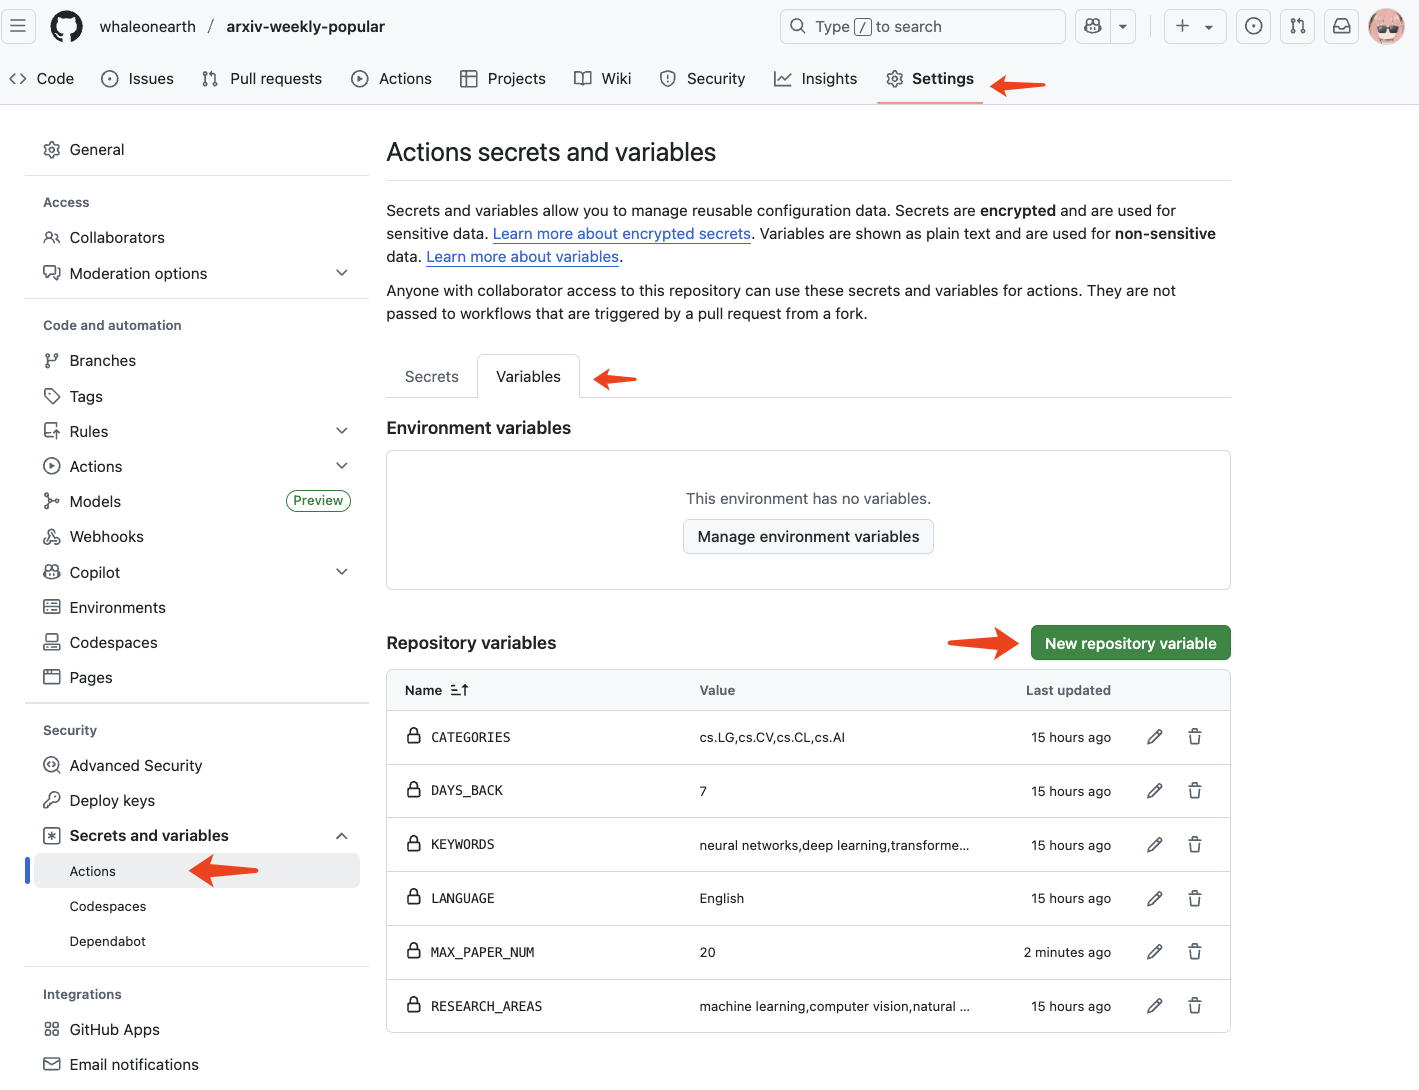 whaleonearth / arxiv-weekly-popular
Type / to search
Code Issues Pull requests Actions Projects Wiki Security Insights Settings
General
Access
Collaborators
Moderation options
Code and automation
Branches
Tags
Rules
Actions
Models Preview
Webhooks
Copilot
Environments
Codespaces
Pages
Security
Advanced Security
Deploy keys
Secrets and variables
Actions
Codespaces
Dependabot
Integrations
GitHub Apps
Email notifications
Actions secrets and variables
Secrets and variables allow you to manage reusable configuration data. Secrets are encrypted and are used for
sensitive data. Learn more about encrypted secrets. Variables are shown as plain text and are used for non-sensitive
data. Learn more about variables.
Anyone with collaborator access to this repository can use these secrets and variables for actions. They are not
passed to workflows that are triggered by a pull request from a fork.
Secrets Variables
Environment variables
This environment has no variables.
Manage environment variables
Repository variables New repository variable
Name Value Last updated
CATEGORIES cs.LG,cs.CV,cs.CL,cs.AI 15 hours ago
DAYS_BACK 7 15 hours ago
KEYWORDS neural networks,deep learning,transforme... 15 hours ago
LANGUAGE English 15 hours ago
MAX_PAPER_NUM 20 2 minutes ago
RESEARCH_AREAS machine learning,computer vision,natural ... 15 hours ago